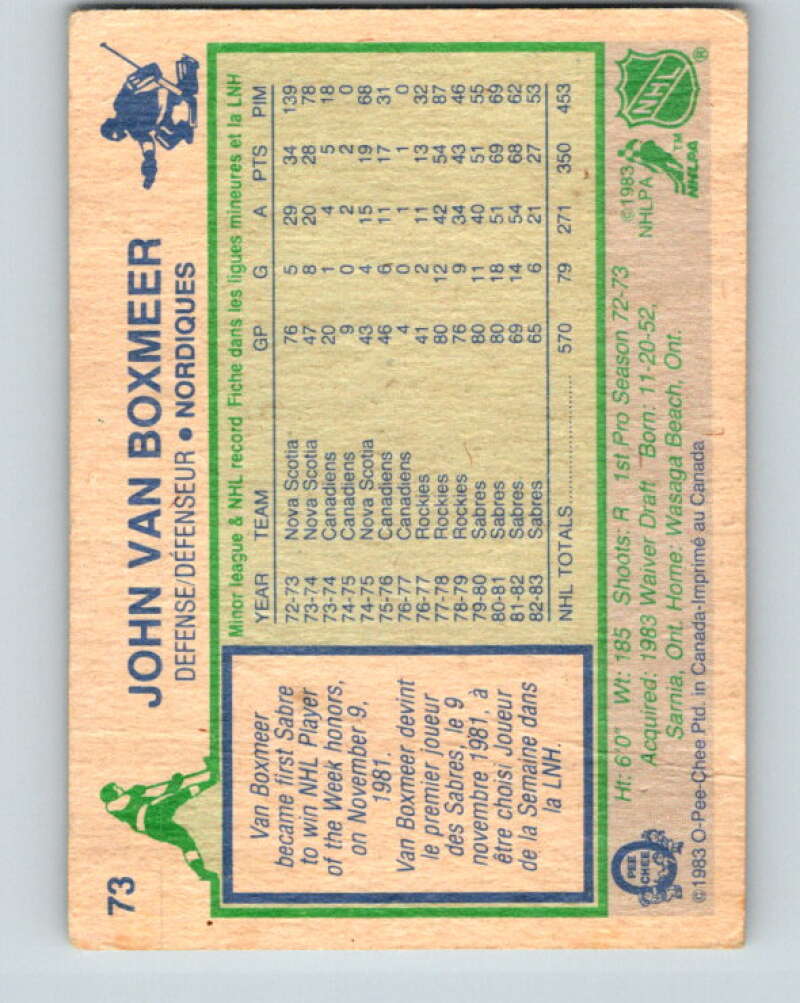 73
JOHN VAN BOXMEER
DEFENSE/DÉFENSEUR • NORDIQUES
Van Boxmeer
became first Sabre
to win NHL Player
of the Week honors,
on November 9,
1981.
Van Boxmeer devint
le premier joueur
des Sabres, le 9
novembre 1981, à
être choisi Joueur
de la Semaine dans
la LNH.
Minor league & NHL record Fiche dans les ligues mineures et la LNH
YEAR TEAM GP G A PTS PIM
72-73 Nova Scotia 76 5 29 34 139
73-74 Nova Scotia 47 8 20 28 78
73-74 Canadiens 20 1 4 5 18
74-75 Canadiens 9 0 2 2 0
74-75 Nova Scotia 43 4 15 19 68
75-76 Canadiens 46 6 11 17 31
76-77 Canadiens 4 0 1 1 0
76-77 Rockies 41 2 11 13 32
77-78 Rockies 80 12 42 54 87
78-79 Rockies 76 9 34 43 46
79-80 Sabres 80 11 40 51 55
80-81 Sabres 80 18 51 69 69
81-82 Sabres 69 14 54 68 62
82-83 Sabres 65 6 21 27 53
NHL TOTALS.................... 570 79 271 350 453
Ht: 6'0" Wt: 185 Shoots: R 1st Pro Season 72-73
Acquired: 1983 Waiver Draft Born: 11-20-52,
Sarnia, Ont. Home: Wasaga Beach, Ont.
©1983 O-Pee-Chee Ptd. in Canada-Imprimé au Canada
O PEE CHEE
©1983
NHLPA
NHL ®
NHLPA TM